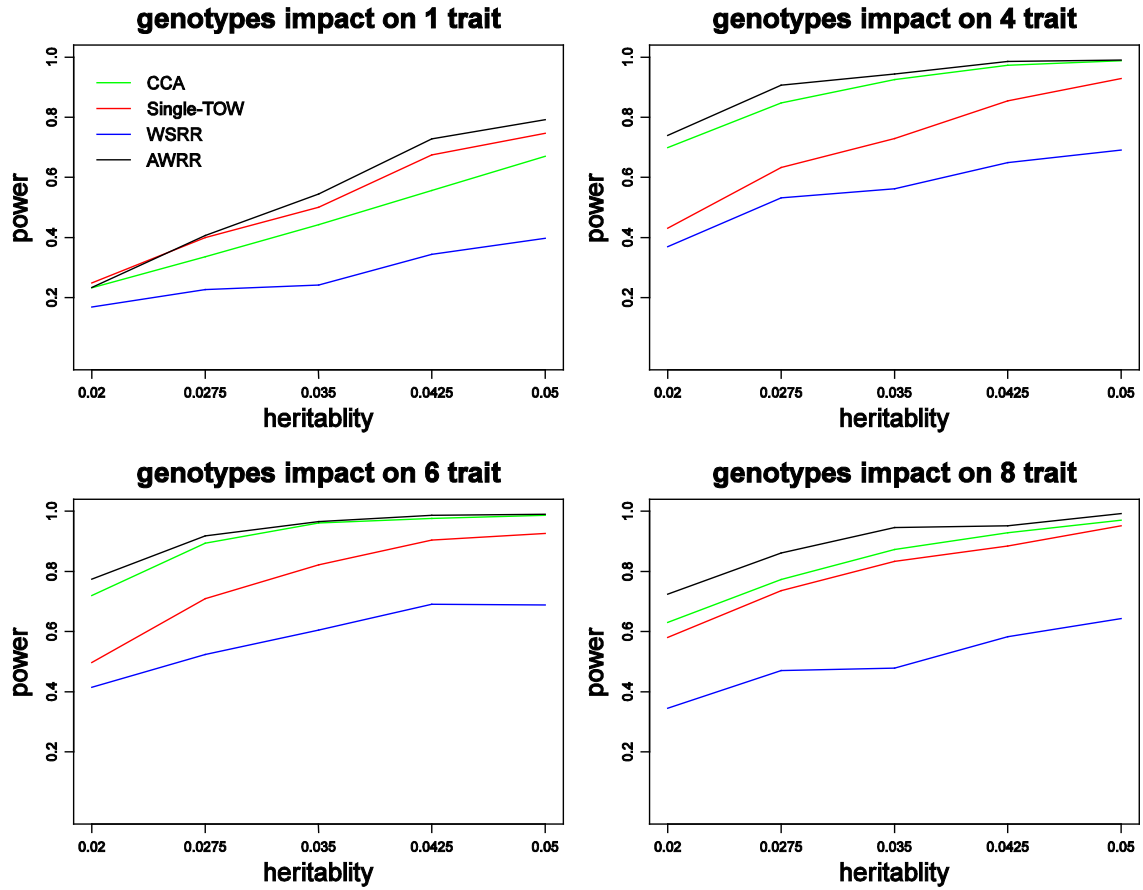 genotypes impact on 1 trait
1.0
0.8
0.6
0.4
0.2
power
CCA
Single-TOW
WSRR
AWRR
0.02 0.0275 0.035 0.0425 0.05
heritablity
genotypes impact on 4 trait
1.0
0.8
0.6
0.4
0.2
power
0.02 0.0275 0.035 0.0425 0.05
heritablity
genotypes impact on 6 trait
1.0
0.8
0.6
0.4
0.2
power
0.02 0.0275 0.035 0.0425 0.05
heritablity
genotypes impact on 8 trait
1.0
0.8
0.6
0.4
0.2
power
0.02 0.0275 0.035 0.0425 0.05
heritablity